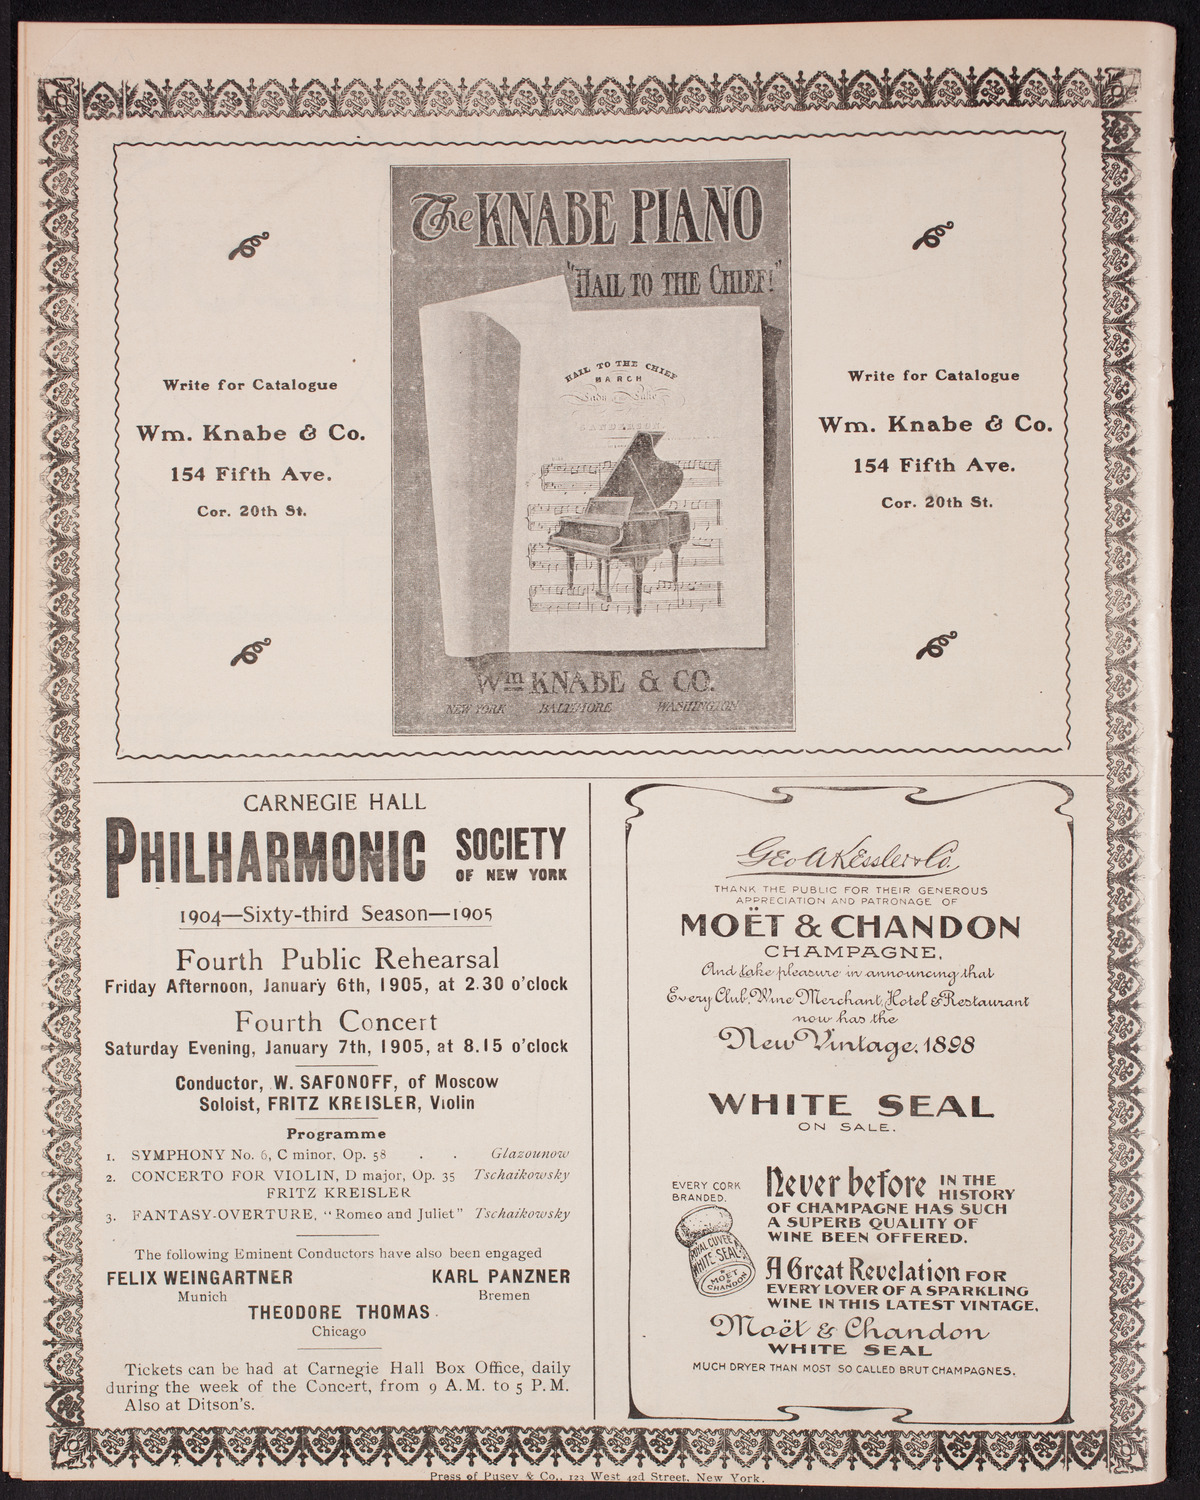 The KNABE PIANO
"HAIL TO THE CHIEF!"
HAIL TO THE CHIEF
MARCH
Lady Lake
SANDERSON.
Wm KNABE & CO.
NEW YORK BALTIMORE WASHINGTON
Write for Catalogue
Wm. Knabe & Co.
154 Fifth Ave.
Cor. 20th St.
Write for Catalogue
Wm. Knabe & Co.
154 Fifth Ave.
Cor. 20th St.
CARNEGIE HALL
PHILHARMONIC SOCIETY
OF NEW YORK
1904—Sixty-third Season—1905
Fourth Public Rehearsal
Friday Afternoon, January 6th, 1905, at 2.30 o'clock
Fourth Concert
Saturday Evening, January 7th, 1905, at 8.15 o'clock
Conductor, W. SAFONOFF, of Moscow
Soloist, FRITZ KREISLER, Violin
Programme
1. SYMPHONY No. 6, C minor, Op. 58 . . Glazounow
2. CONCERTO FOR VIOLIN, D major, Op. 35 Tschaikowsky
FRITZ KREISLER
3. FANTASY-OVERTURE, "Romeo and Juliet" Tschaikowsky
The following Eminent Conductors have also been engaged
FELIX WEINGARTNER KARL PANZNER
Munich Bremen
THEODORE THOMAS
Chicago
Tickets can be had at Carnegie Hall Box Office, daily
during the week of the Concert, from 9 A.M. to 5 P.M.
Also at Ditson's.
Geo A Kessler & Co.
THANK THE PUBLIC FOR THEIR GENEROUS
APPRECIATION AND PATRONAGE OF
MOËT & CHANDON
CHAMPAGNE,
And take pleasure in announcing that
Every Club, Wine Merchant, Hotel & Restaurant
now has the
New Vintage, 1898
WHITE SEAL
ON SALE.
EVERY CORK
BRANDED.
WHITE-SEAL
MOËT
CHANDON
Never before IN THE
HISTORY
OF CHAMPAGNE HAS SUCH
A SUPERB QUALITY OF
WINE BEEN OFFERED.
A Great Revelation FOR
EVERY LOVER OF A SPARKLING
WINE IN THIS LATEST VINTAGE,
Moët & Chandon
WHITE SEAL
MUCH DRYER THAN MOST SO CALLED BRUT CHAMPAGNES.
Press of Pusey & Co., 123 West 42d Street, New York.